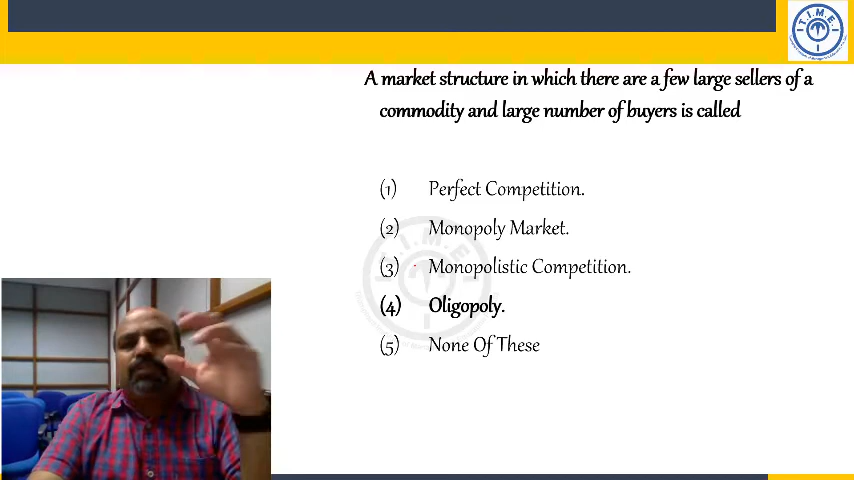 T.I.M.E.
A market structure in which there are a few large sellers of a
commodity and large number of buyers is called
(1) Perfect Competition.
(2) Monopoly Market.
(3) Monopolistic Competition.
(4) Oligopoly.
(5) None Of These